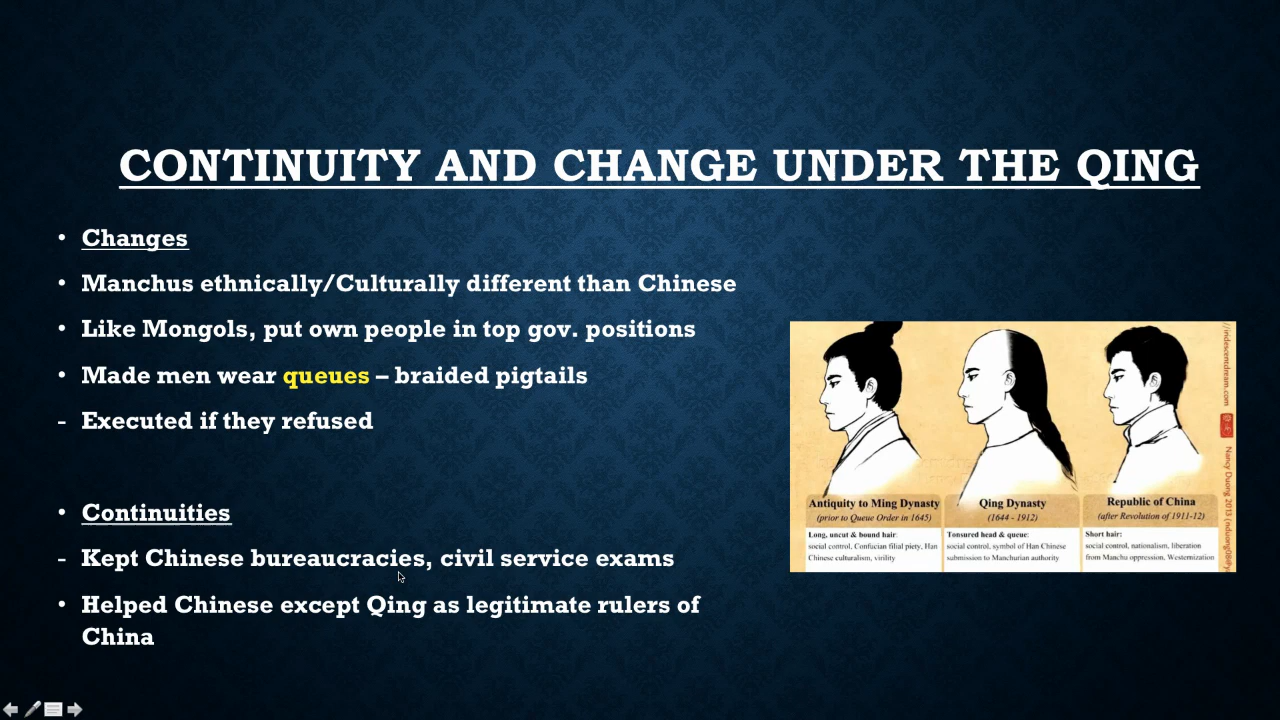 CONTINUITY AND CHANGE UNDER THE QING
• Changes
• Manchus ethnically/Culturally different than Chinese
• Like Mongols, put own people in top gov. positions
• Made men wear queues – braided pigtails
- Executed if they refused
• Continuities
- Kept Chinese bureaucracies, civil service exams
• Helped Chinese except Qing as legitimate rulers of
China
Antiquity to Ming Dynasty
(prior to Queue Order in 1645)
Long, uncut & bound hair:
social control, Confucian filial piety, Han
Chinese culturalism, virility
Qing Dynasty
(1644 - 1912)
Tonsured head & queue:
social control, symbol of Han Chinese
submission to Manchurian authority
Republic of China
(after Revolution of 1911-12)
Short hair:
social control, nationalism, liberation
from Manchu oppression, Westernization
//iridescentdream.com
Nancy Duong 2013